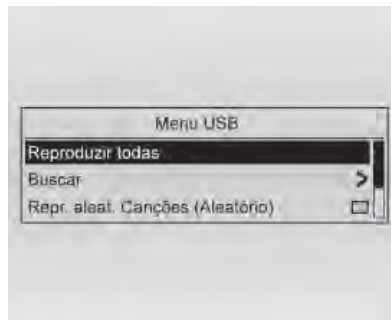 Menu USB
Reproduzir todas
Buscar
Repr. aleat. Canções (Aleatório)